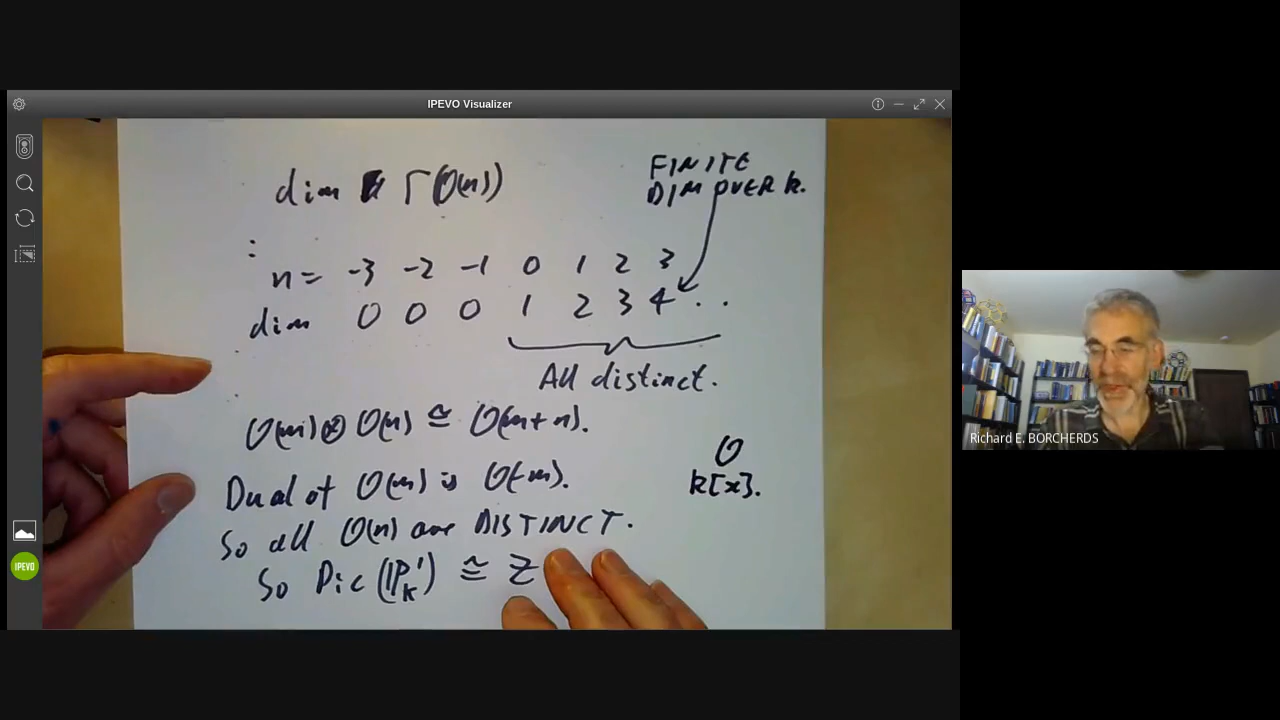 IPEVO Visualizer
dim Γ(O(n))
FINITE
DIM OVER k.
n = -3 -2 -1 0 1 2 3
dim 0 0 0 1 2 3 4 . .
All distinct.
O(m) ⊗ O(n) ≅ O(m+n).
Dual of O(m) is O(-m).
O
k[x].
So all O(n) are DISTINCT.
So Pic(ℙ¹ₖ) ≅ Z
IPEVO
Richard E. BORCHERDS